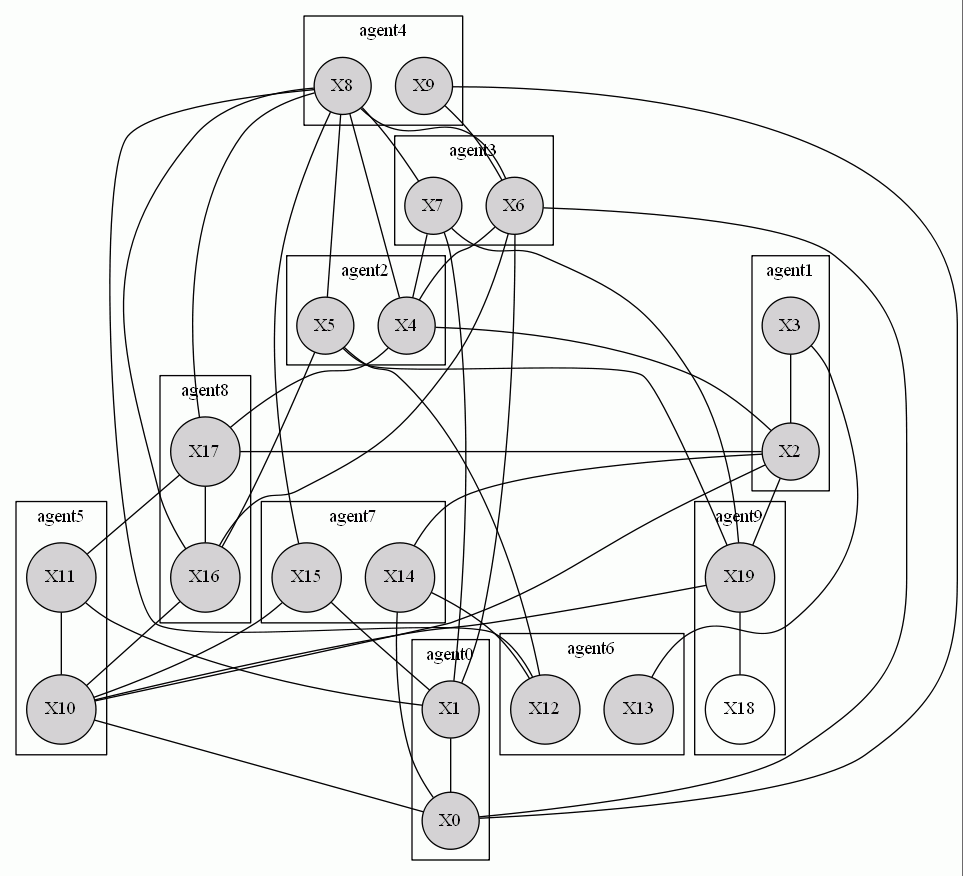 agent4
X8 X9
agent3
X7 X6
agent2 agent1
X5 X4 X3
agent8
X17 X2
agent5 agent7 agent9
X11 X16 X15 X14 X19
agent0 agent6
X10 X1 X12 X13 X18
X0